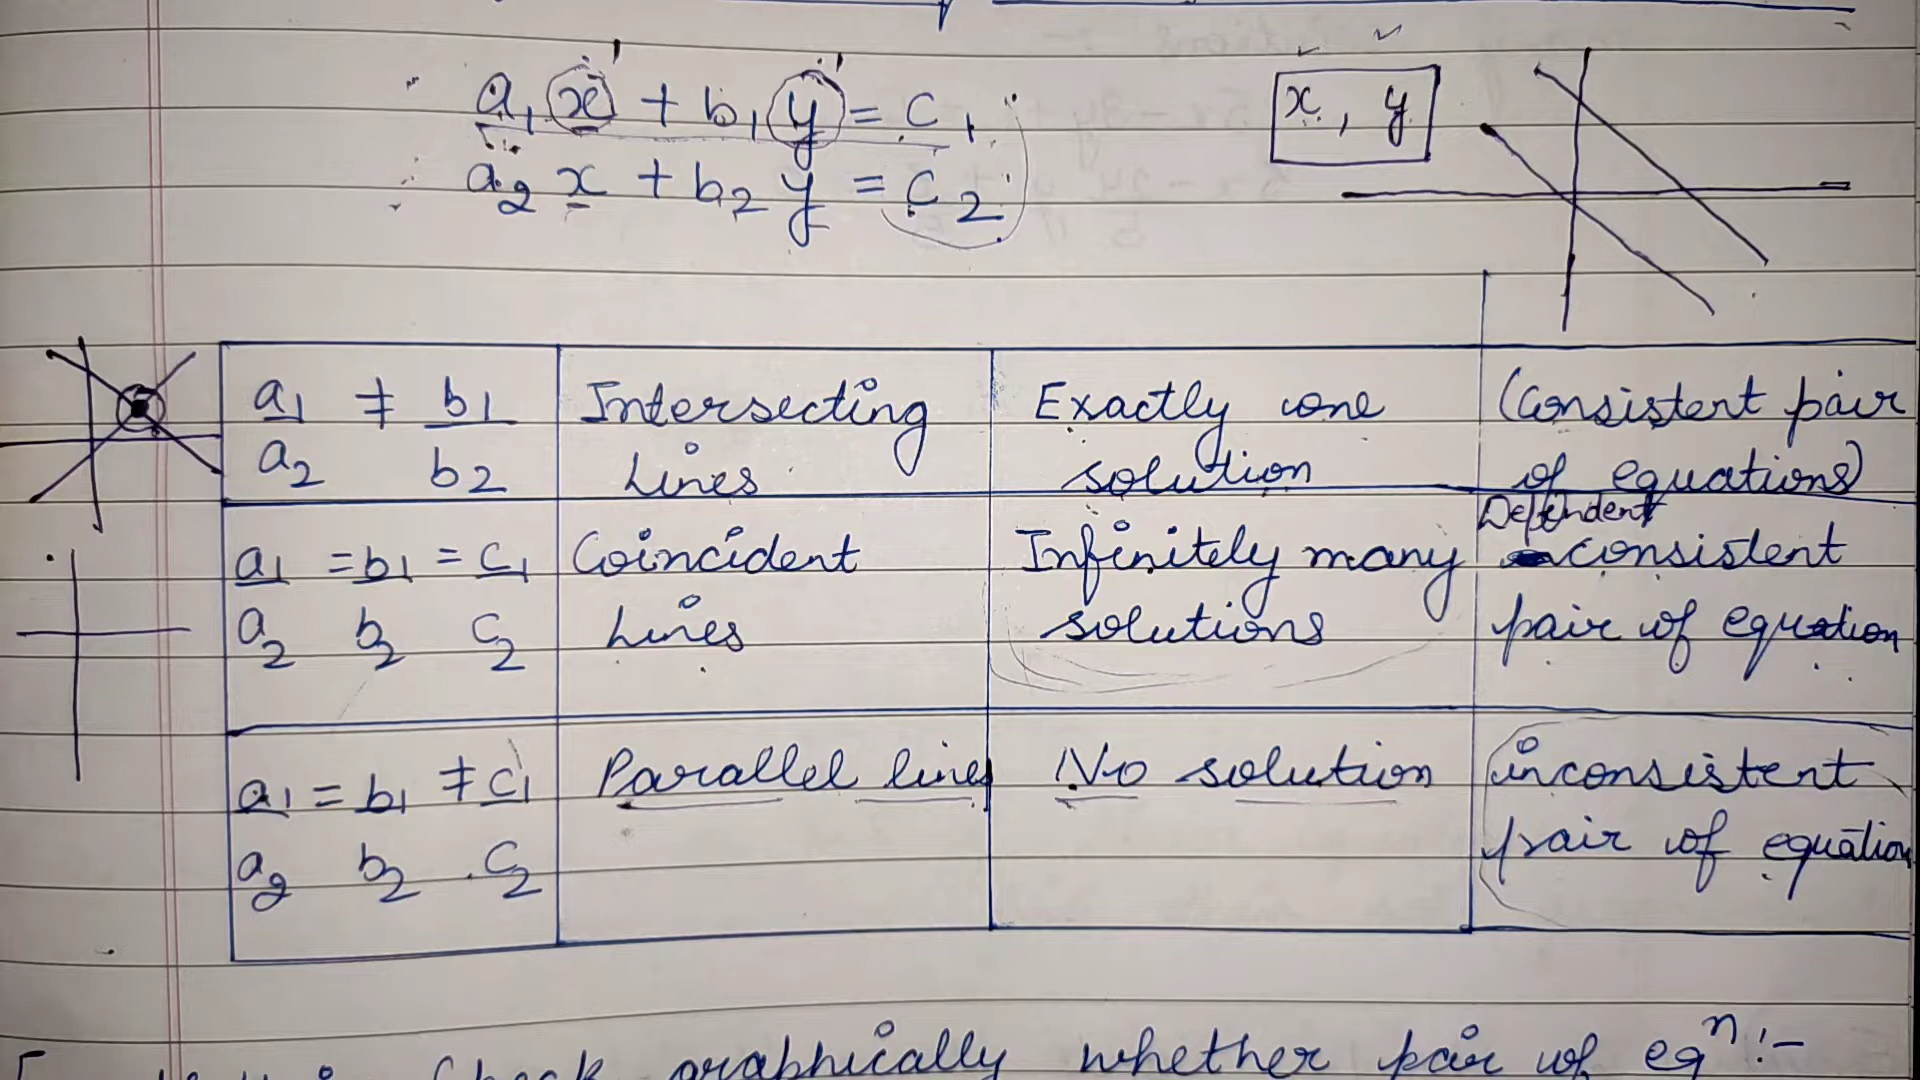 a₁x + b₁y = c₁
a₂x + b₂y = c₂
x, y
a₁/a₂ ≠ b₁/b₂
Intersecting
Lines
Exactly one
solution
(Consistent pair
of equations)
a₁/a₂ = b₁/b₂ = c₁/c₂
Coincident
Lines
Infinitely many
solutions
Dependent
consistent
pair of equation
a₁/a₂ = b₁/b₂ ≠ c₁/c₂
Parallel lines
No solution
inconsistent
pair of equation
Check graphically whether pair of eqⁿ:-